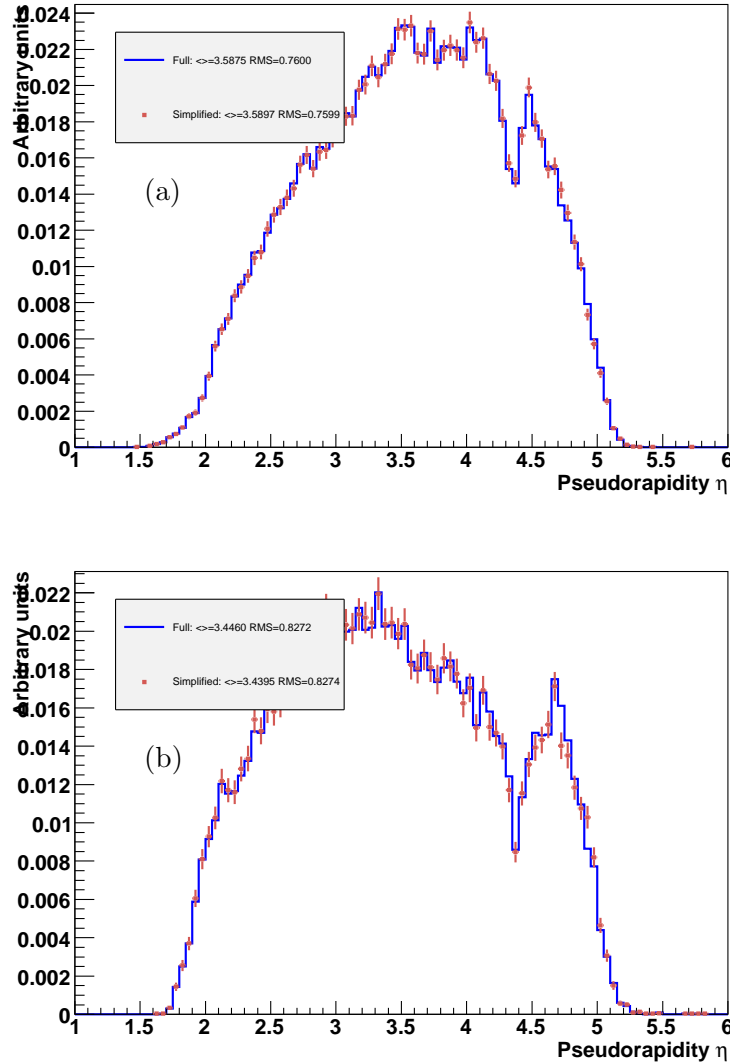 Arbitrary units
0.024
0.022
0.02
0.018
0.016
0.014
0.012
0.01
0.008
0.006
0.004
0.002
0
Full: <>=3.5875 RMS=0.7600
Simplified: <>=3.5897 RMS=0.7599
(a)
1 1.5 2 2.5 3 3.5 4 4.5 5 5.5 6
Pseudorapidity η
Arbitrary units
0.022
0.02
0.018
0.016
0.014
0.012
0.01
0.008
0.006
0.004
0.002
0
Full: <>=3.4460 RMS=0.8272
Simplified: <>=3.4395 RMS=0.8274
(b)
1 1.5 2 2.5 3 3.5 4 4.5 5 5.5 6
Pseudorapidity η